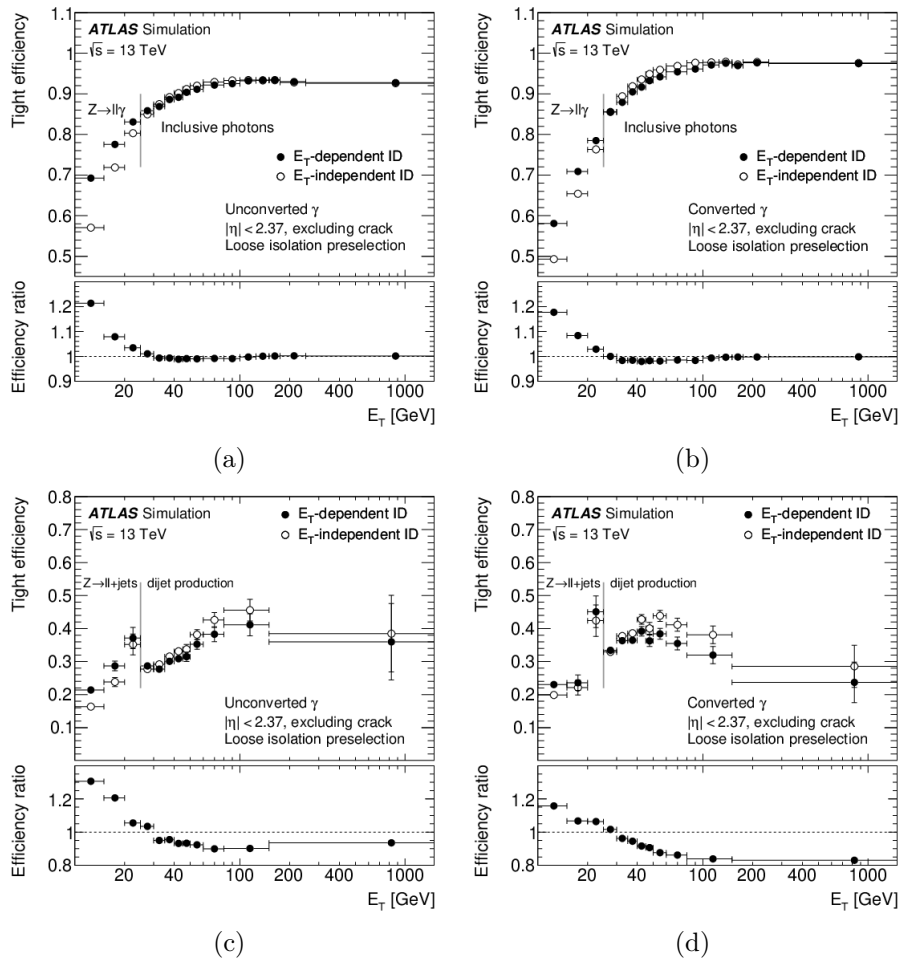 ATLAS Simulation
√s = 13 TeV
Tight efficiency
1
0.9
0.8
0.7
0.6
0.5
Z→llγ
Inclusive photons
E_T-dependent ID
E_T-independent ID
Unconverted γ
|η| < 2.37, excluding crack
Loose isolation preselection
Efficiency ratio
1.2
1.1
1
0.9
20 40 100 200 400 1000
E_T [GeV]
(a)
ATLAS Simulation
√s = 13 TeV
Tight efficiency
1
0.9
0.8
0.7
0.6
0.5
Z→llγ
Inclusive photons
E_T-dependent ID
E_T-independent ID
Converted γ
|η| < 2.37, excluding crack
Loose isolation preselection
Efficiency ratio
1.2
1.1
1
0.9
20 40 100 200 400 1000
E_T [GeV]
(b)
ATLAS Simulation
√s = 13 TeV
Tight efficiency
0.8
0.7
0.6
0.5
0.4
0.3
0.2
0.1
E_T-dependent ID
E_T-independent ID
Z→ll+jets
dijet production
Unconverted γ
|η| < 2.37, excluding crack
Loose isolation preselection
Efficiency ratio
1.2
1
0.8
20 40 100 200 400 1000
E_T [GeV]
(c)
ATLAS Simulation
√s = 13 TeV
Tight efficiency
0.8
0.7
0.6
0.5
0.4
0.3
0.2
0.1
E_T-dependent ID
E_T-independent ID
Z→ll+jets
dijet production
Converted γ
|η| < 2.37, excluding crack
Loose isolation preselection
Efficiency ratio
1.2
1
0.8
20 40 100 200 400 1000
E_T [GeV]
(d)